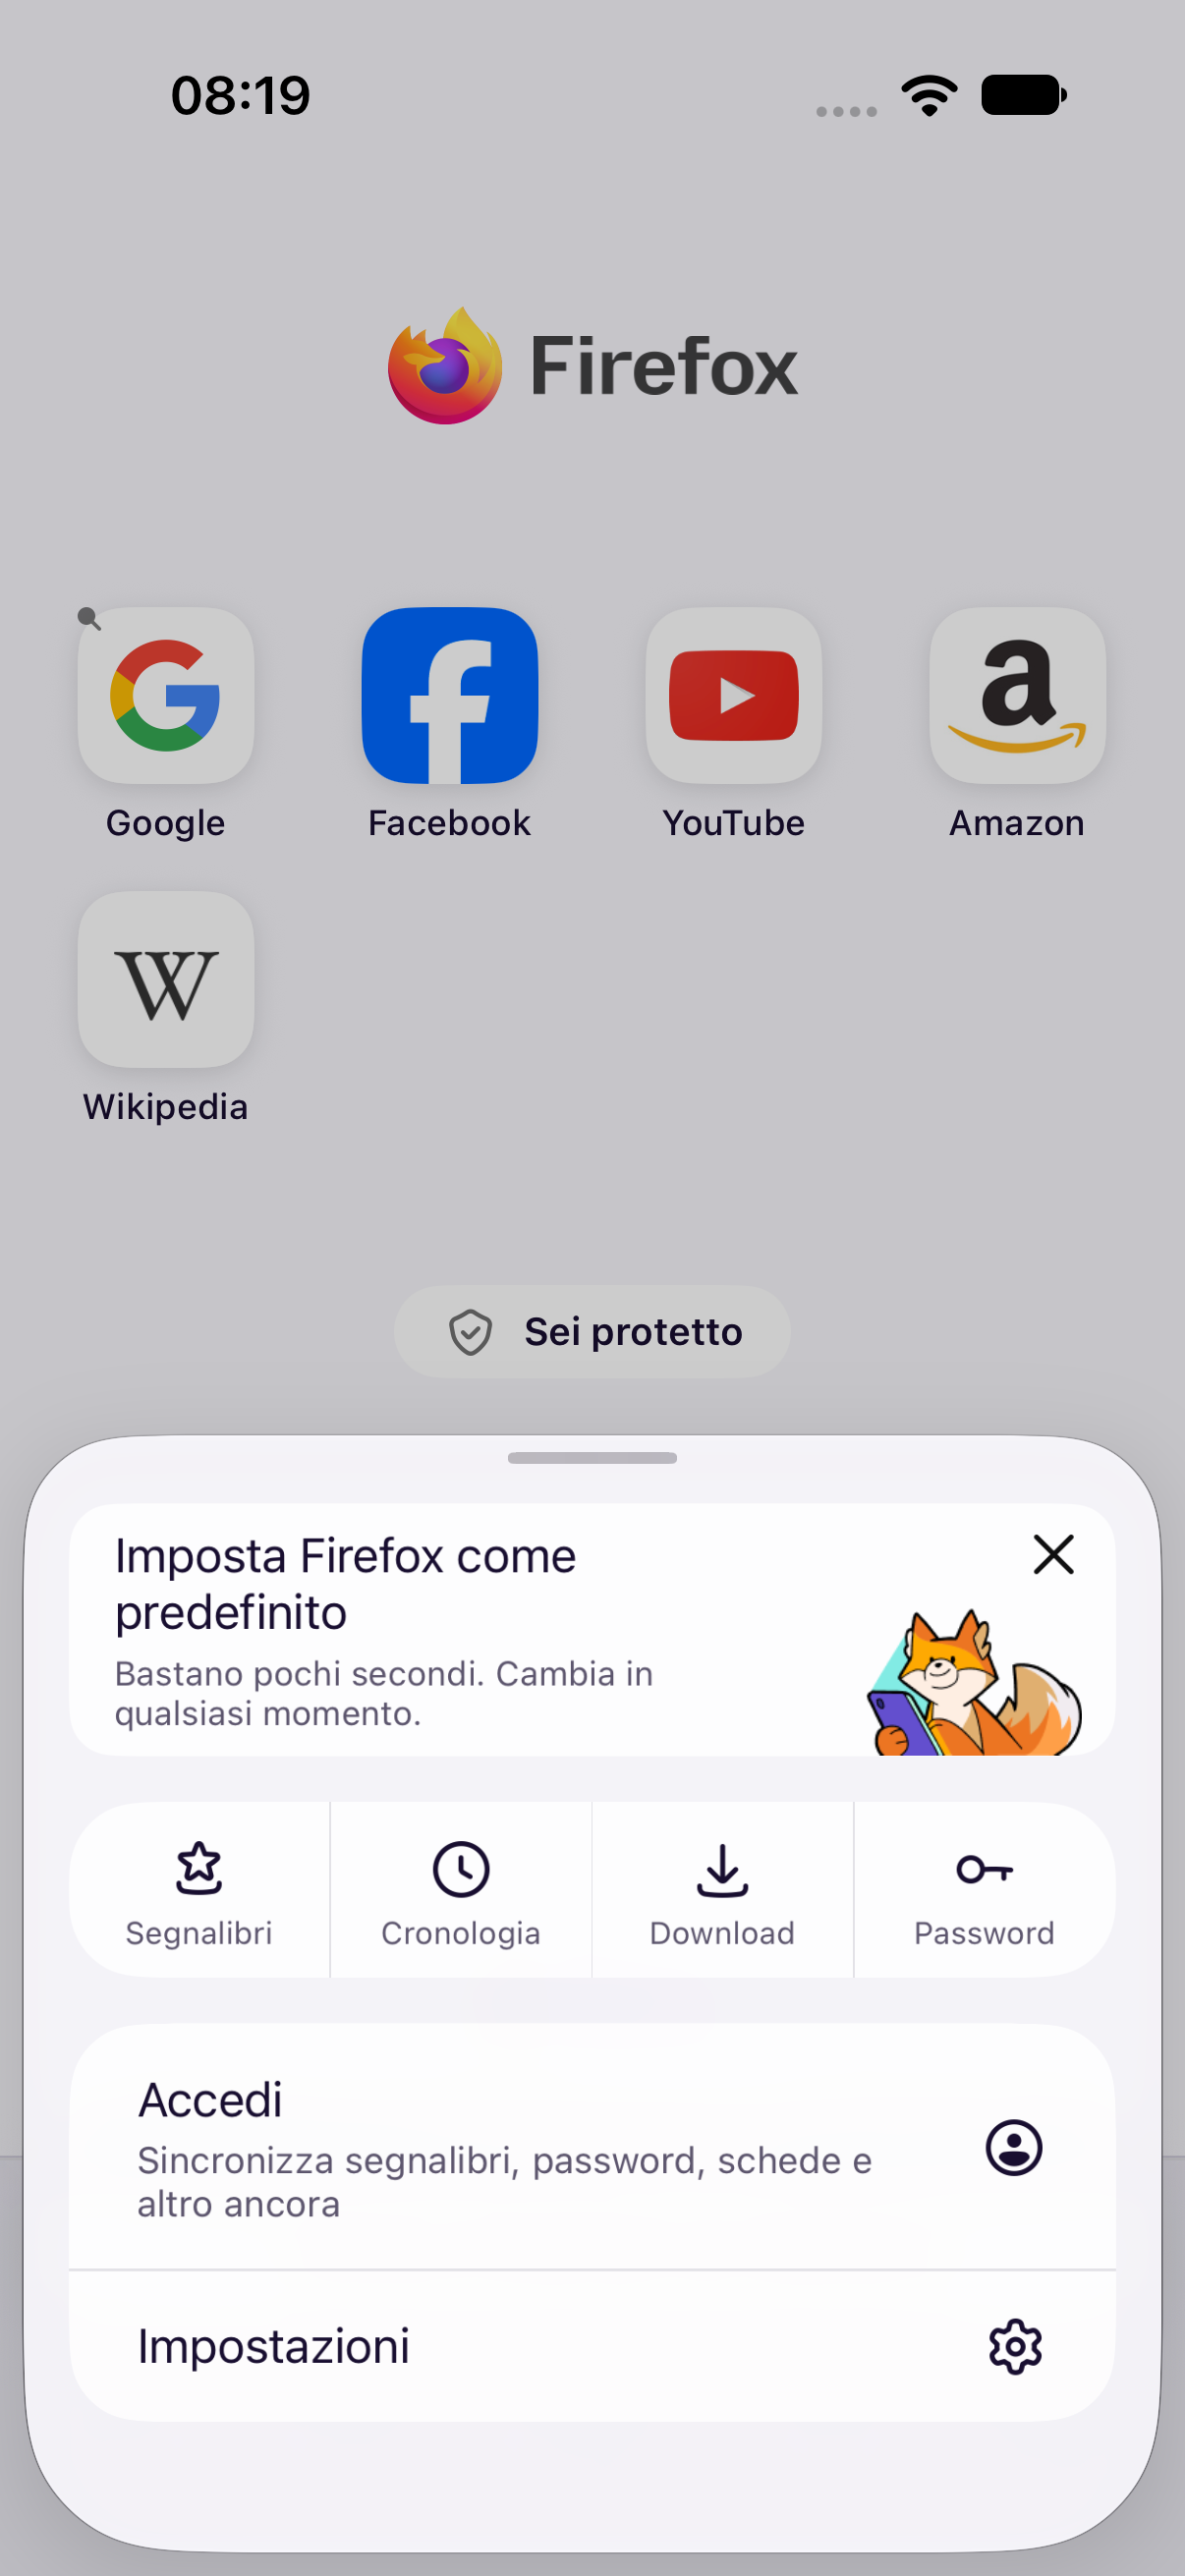 08:19
Firefox
Google
Facebook
YouTube
Amazon
Wikipedia
Sei protetto
Imposta Firefox come
predefinito
Bastano pochi secondi. Cambia in
qualsiasi momento.
Segnalibri
Cronologia
Download
Password
Accedi
Sincronizza segnalibri, password, schede e
altro ancora
Impostazioni